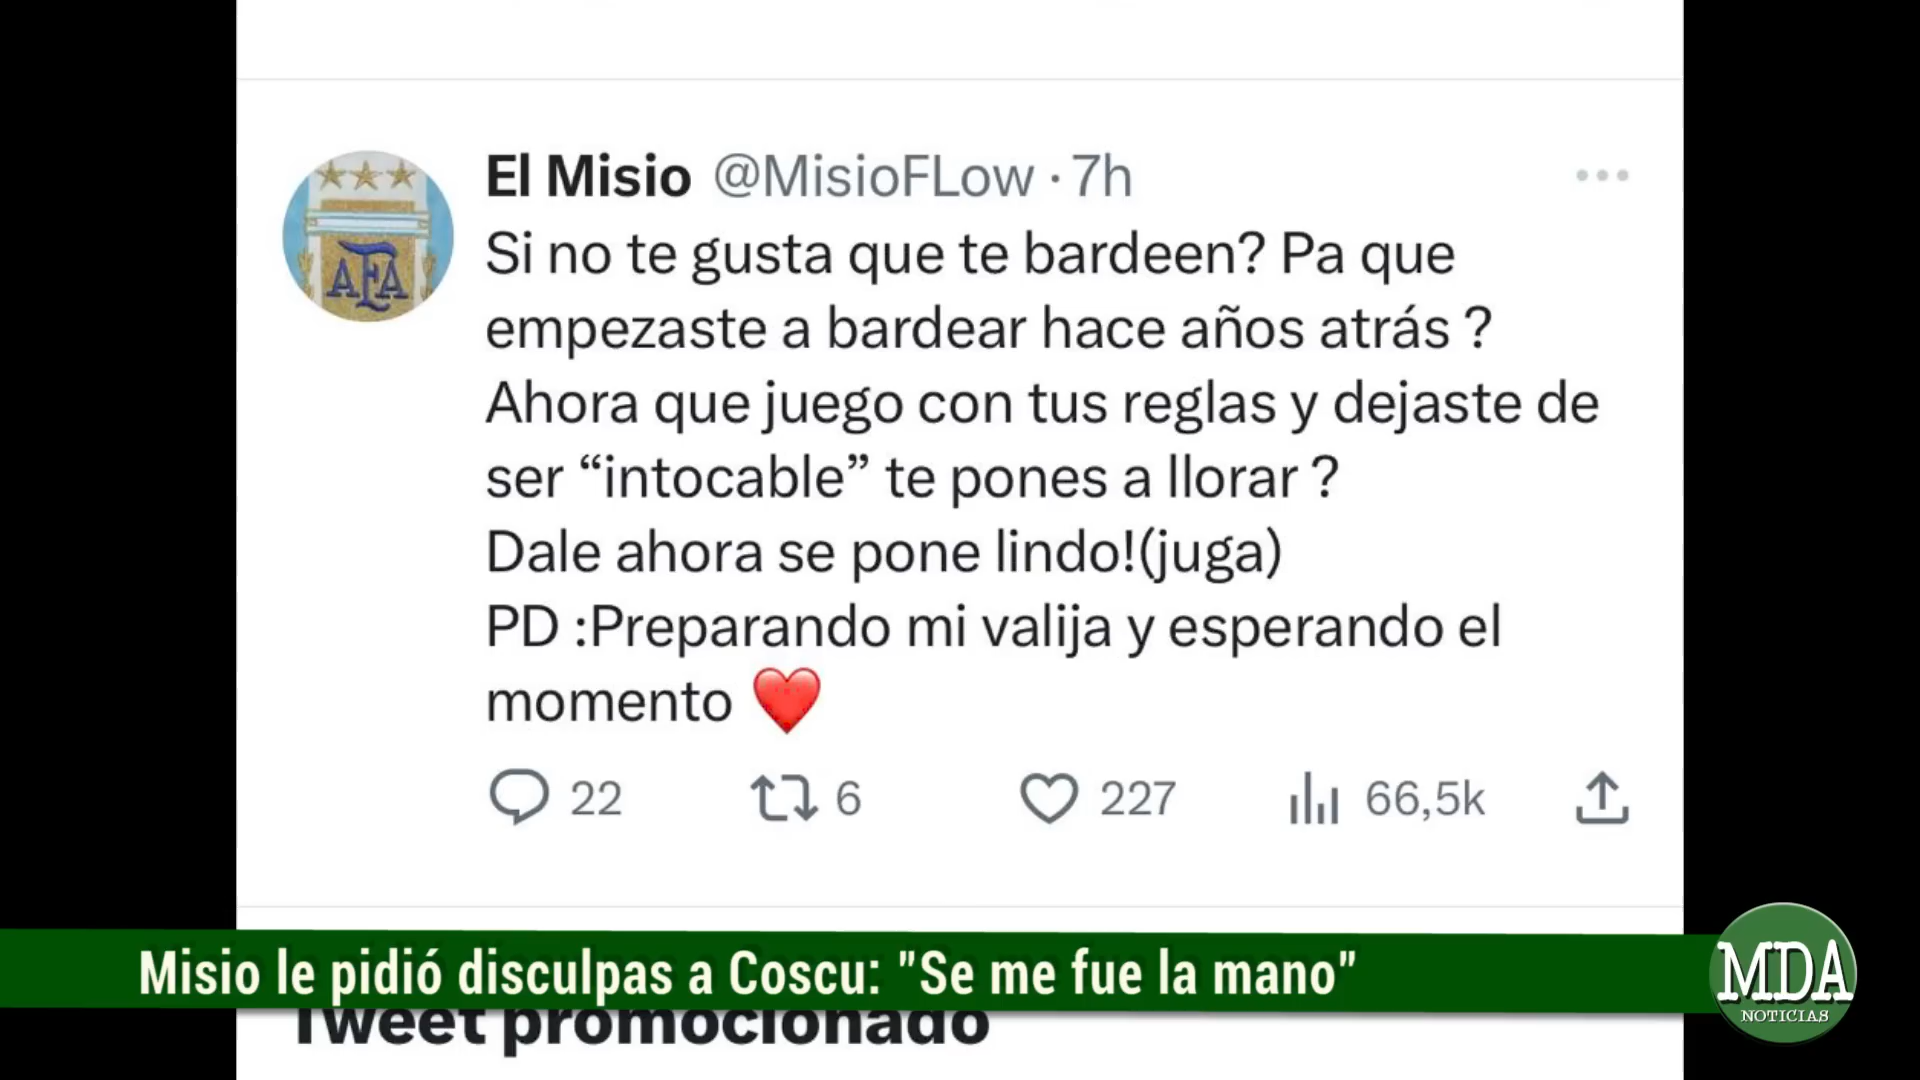 El Misio @MisioFLow · 7h
Si no te gusta que te bardeen? Pa que
empezaste a bardear hace años atrás ?
Ahora que juego con tus reglas y dejaste de
ser “intocable” te pones a llorar ?
Dale ahora se pone lindo!(juga)
PD :Preparando mi valija y esperando el
momento ❤️
22 6 227 66,5k
Misio le pidió disculpas a Coscu: "Se me fue la mano"
MDA
NOTICIAS
Tweet promocionado
AFA